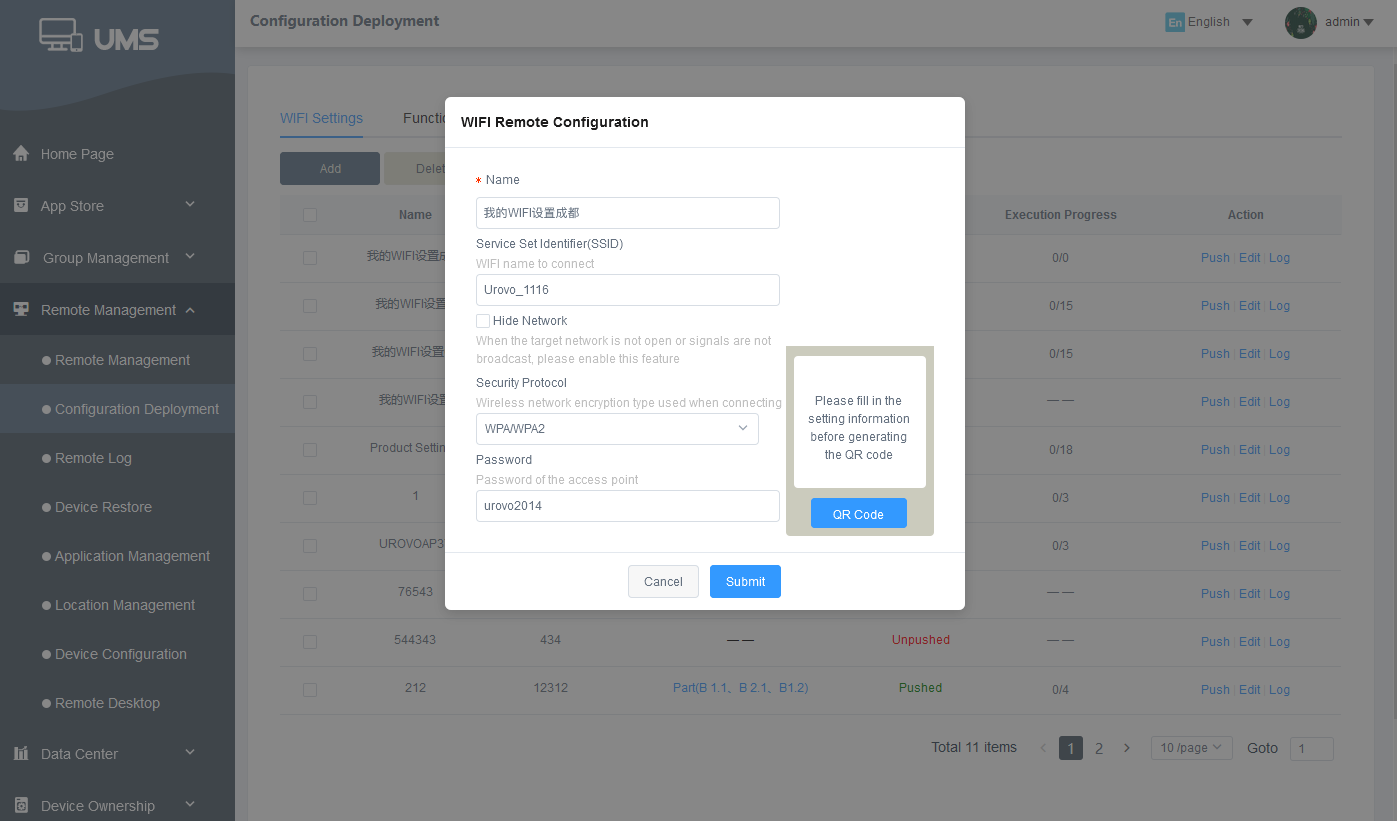 UMS
Configuration Deployment
En English
admin
Home Page
App Store
Group Management
Remote Management
Remote Management
Configuration Deployment
Remote Log
Device Restore
Application Management
Location Management
Device Configuration
Remote Desktop
Data Center
Device Ownership
WIFI Settings
Add
Name
Execution Progress
Action
我的WIFI设置
0/0
Push Edit Log
我的WIFI设置
0/15
Push Edit Log
我的WIFI设置
0/15
Push Edit Log
我的WIFI设置
— —
Push Edit Log
Product
0/18
Push Edit Log
1
0/3
Push Edit Log
0/3
Push Edit Log
76543
— —
Push Edit Log
544343 434 — — Unpushed — — Push Edit Log
212 12312 Part(B 1.1、B 2.1、B1.2) Pushed 0/4 Push Edit Log
Total 11 items < 1 2 > 10 /page Goto 1
WIFI Remote Configuration
* Name
我的WIFI设置成都
Service Set Identifier(SSID)
WIFI name to connect
Urovo_1116
Hide Network
When the target network is not open or signals are not
broadcast, please enable this feature
Security Protocol
Wireless network encryption type used when connecting
WPA/WPA2
Password
Password of the access point
urovo2014
Please fill in the
setting information
before generating
the QR code
QR Code
Cancel
Submit